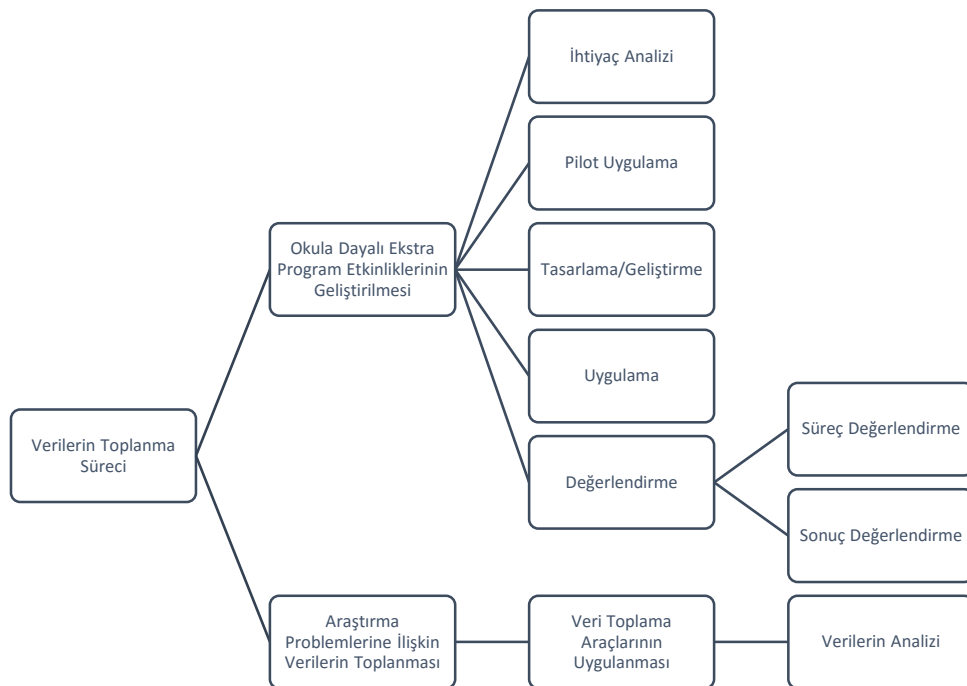 İhtiyaç Analizi
Pilot Uygulama
Okula Dayalı Ekstra
Program Etkinliklerinin
Geliştirilmesi
Tasarlama/Geliştirme
Uygulama
Verilerin Toplanma
Süreci
Değerlendirme
Süreç Değerlendirme
Sonuç Değerlendirme
Araştırma
Problemlerine İlişkin
Verilerin Toplanması
Veri Toplama
Araçlarının
Uygulanması
Verilerin Analizi